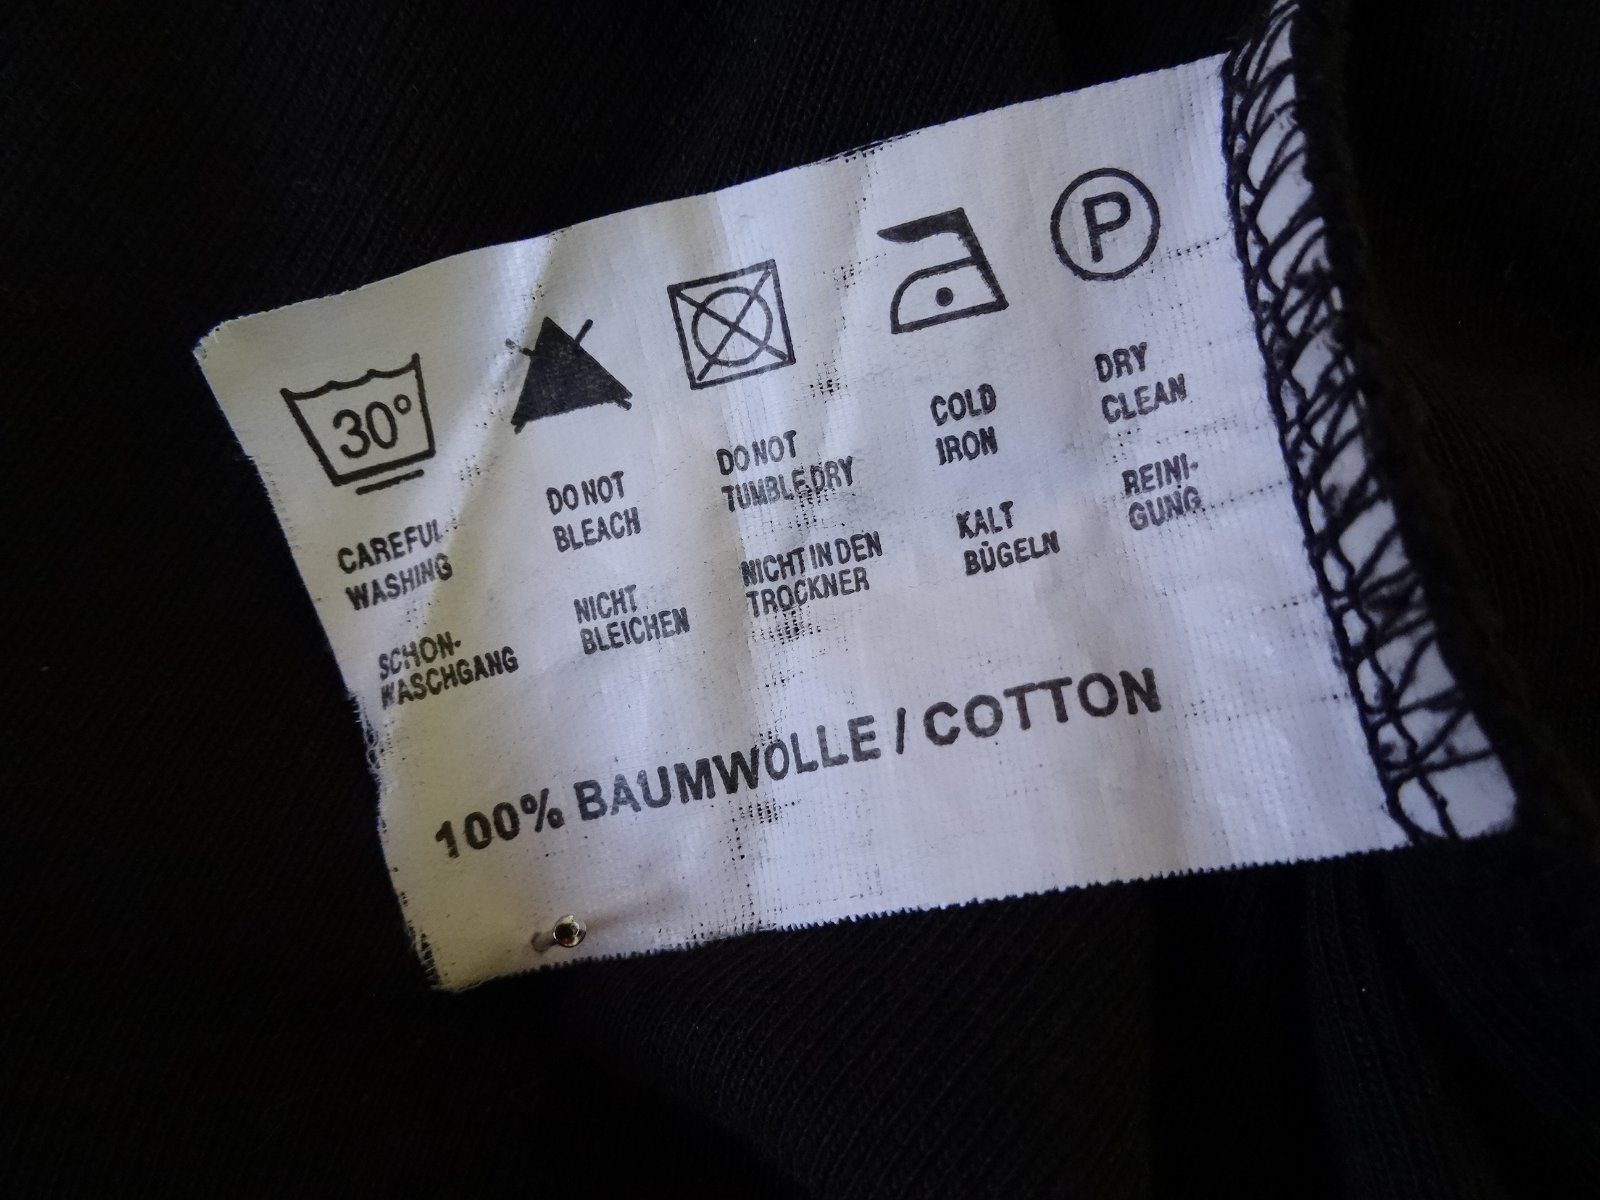 30°
CAREFUL
WASHING
SCHON-
WASCHGANG
DO NOT
BLEACH
NICHT
BLEICHEN
DO NOT
TUMBLE DRY
NICHT IN DEN
TROCKNER
COLD
IRON
KALT
BÜGELN
P
DRY
CLEAN
REINI-
GUNG
100% BAUMWOLLE / COTTON